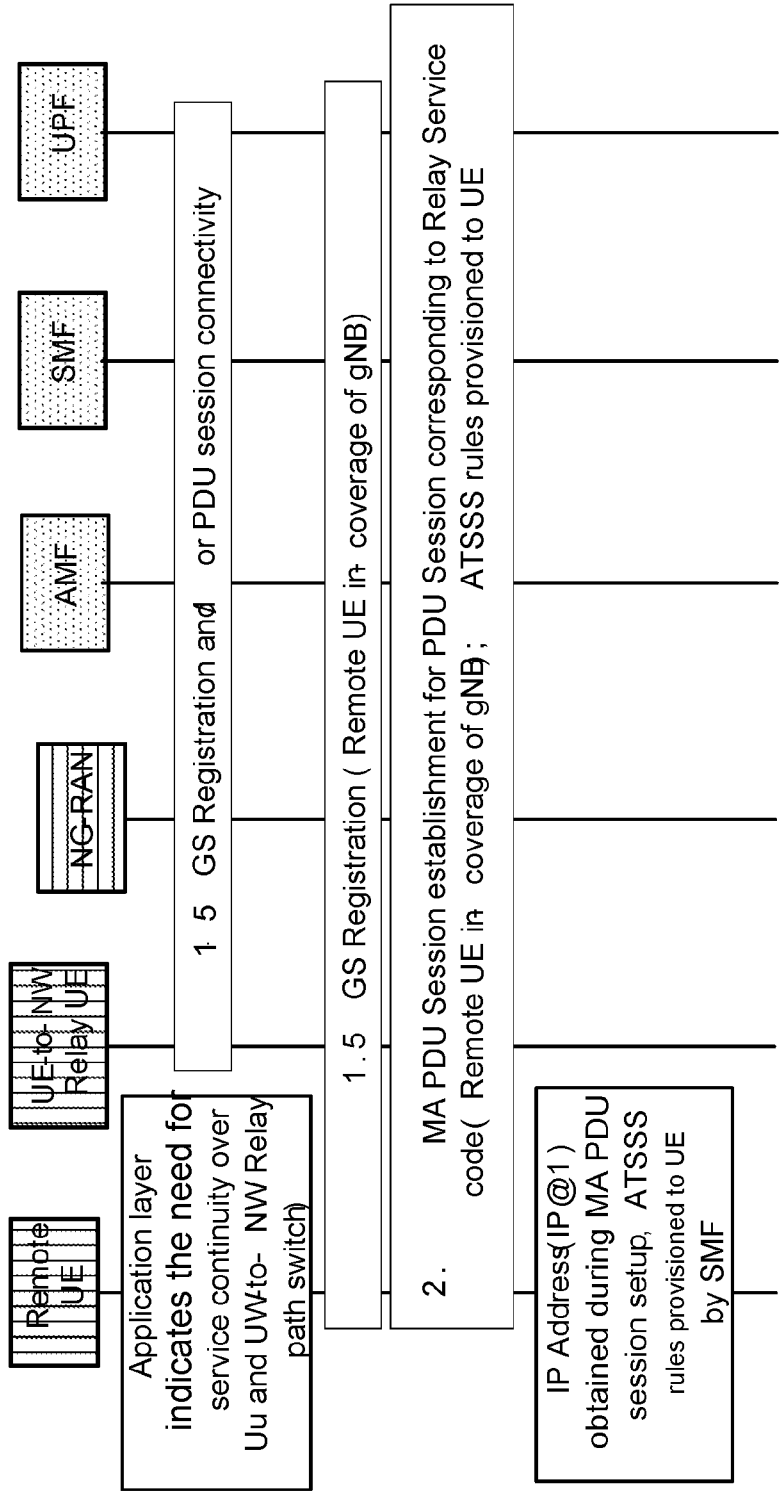 Remote
UE
UE-to- NW
Relay UE
NG-RAN
AMF
SMF
UPF
Application layer
indicates the need for
service continuity over
Uu and UW-to- NW Relay
path switch)
1 5 GS Registration and or PDU session connectivity
1.5 GS Registration ( Remote UE in- coverage of gNB)
2. MA PDU Session establishment for PDU Session corresponding to Relay Service
code( Remote UE in- coverage of gNB); ATSSS rules provisioned to UE
IP Address(IP@1)
obtained during MA PDU
session setup, ATSSS
rules provisioned to UE
by SMF